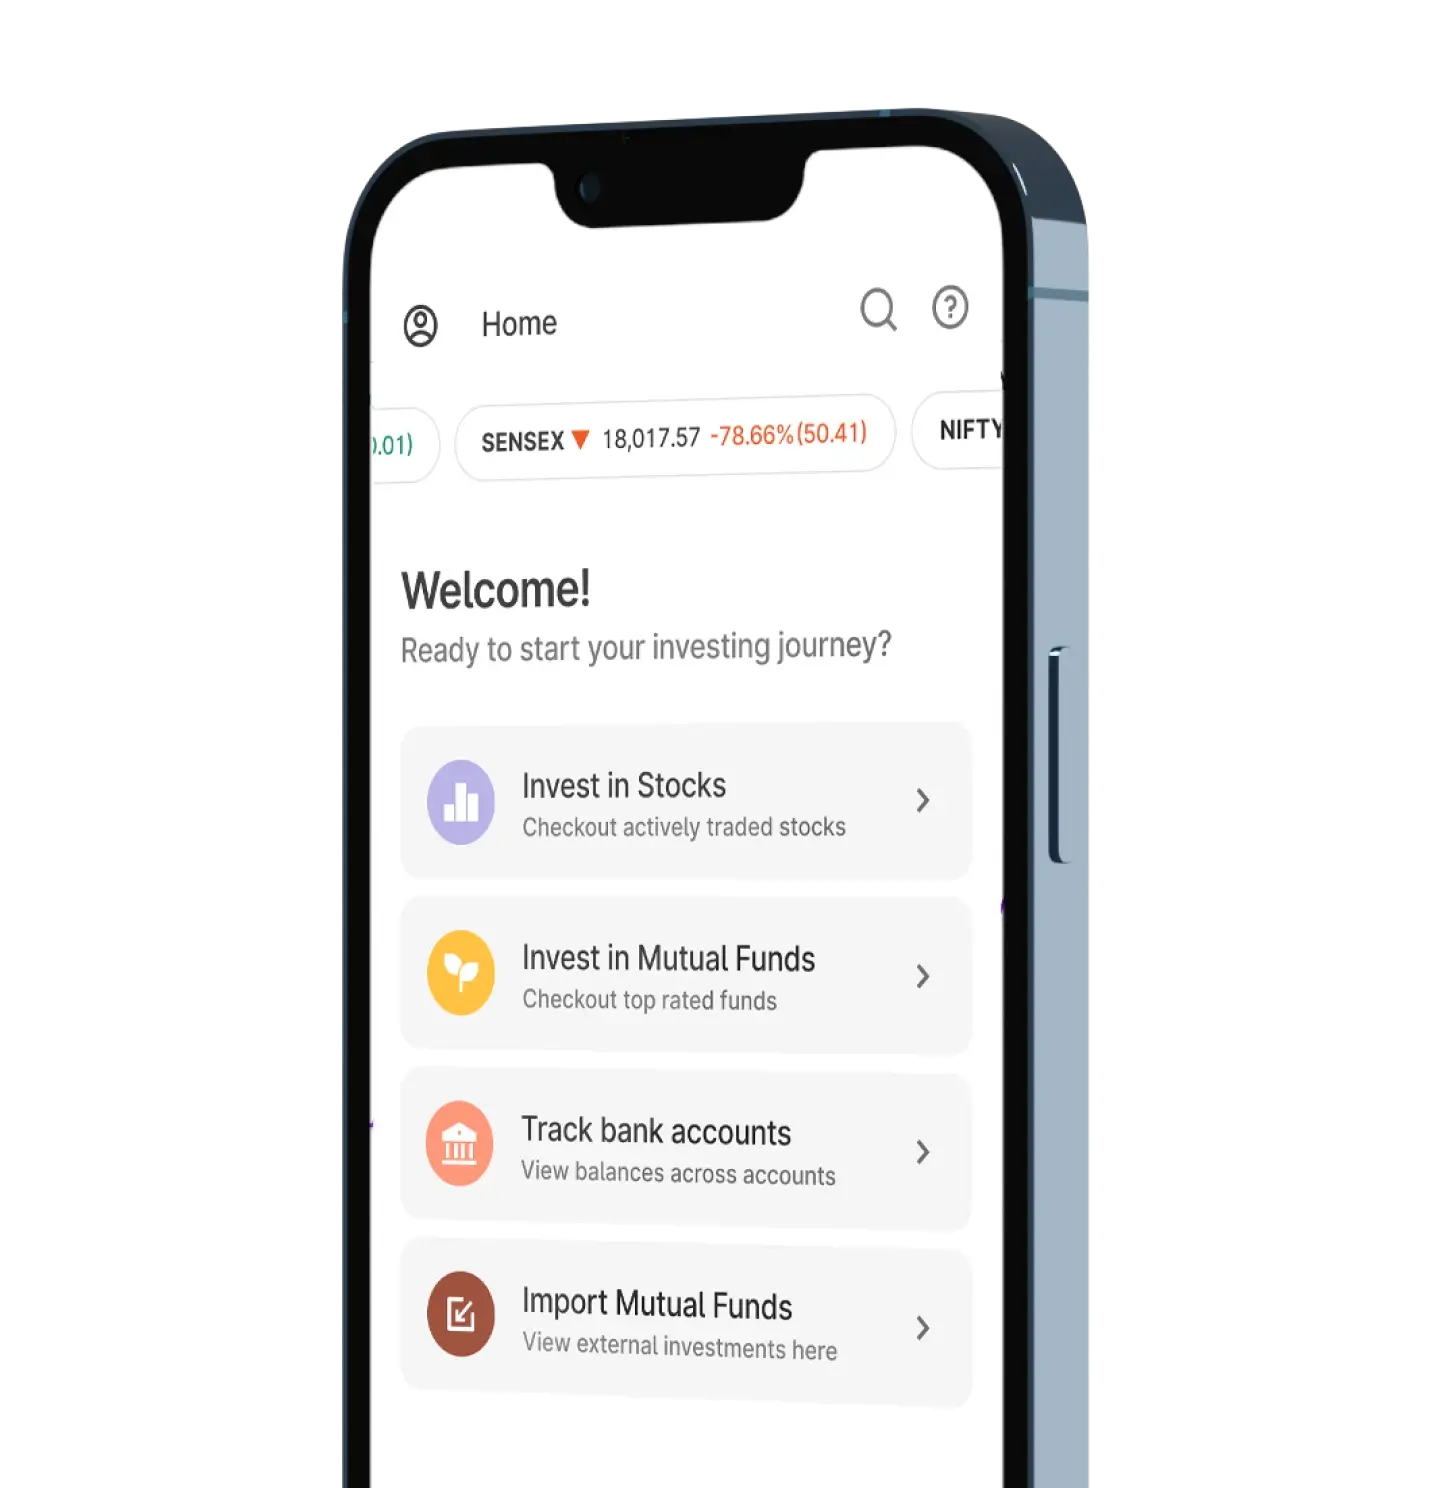 Home
0.01)
SENSEX ▼ 18,017.57 -78.66%(50.41)
NIFTY
Welcome!
Ready to start your investing journey?
Invest in Stocks
Checkout actively traded stocks
Invest in Mutual Funds
Checkout top rated funds
Track bank accounts
View balances across accounts
Import Mutual Funds
View external investments here